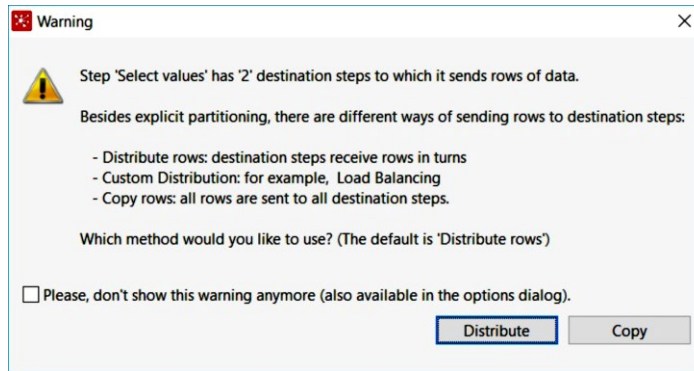 Warning
Step 'Select values' has '2' destination steps to which it sends rows of data.
Besides explicit partitioning, there are different ways of sending rows to destination steps:
- Distribute rows: destination steps receive rows in turns
- Custom Distribution: for example, Load Balancing
- Copy rows: all rows are sent to all destination steps.
Which method would you like to use? (The default is 'Distribute rows')
Please, don't show this warning anymore (also available in the options dialog).
Distribute
Copy